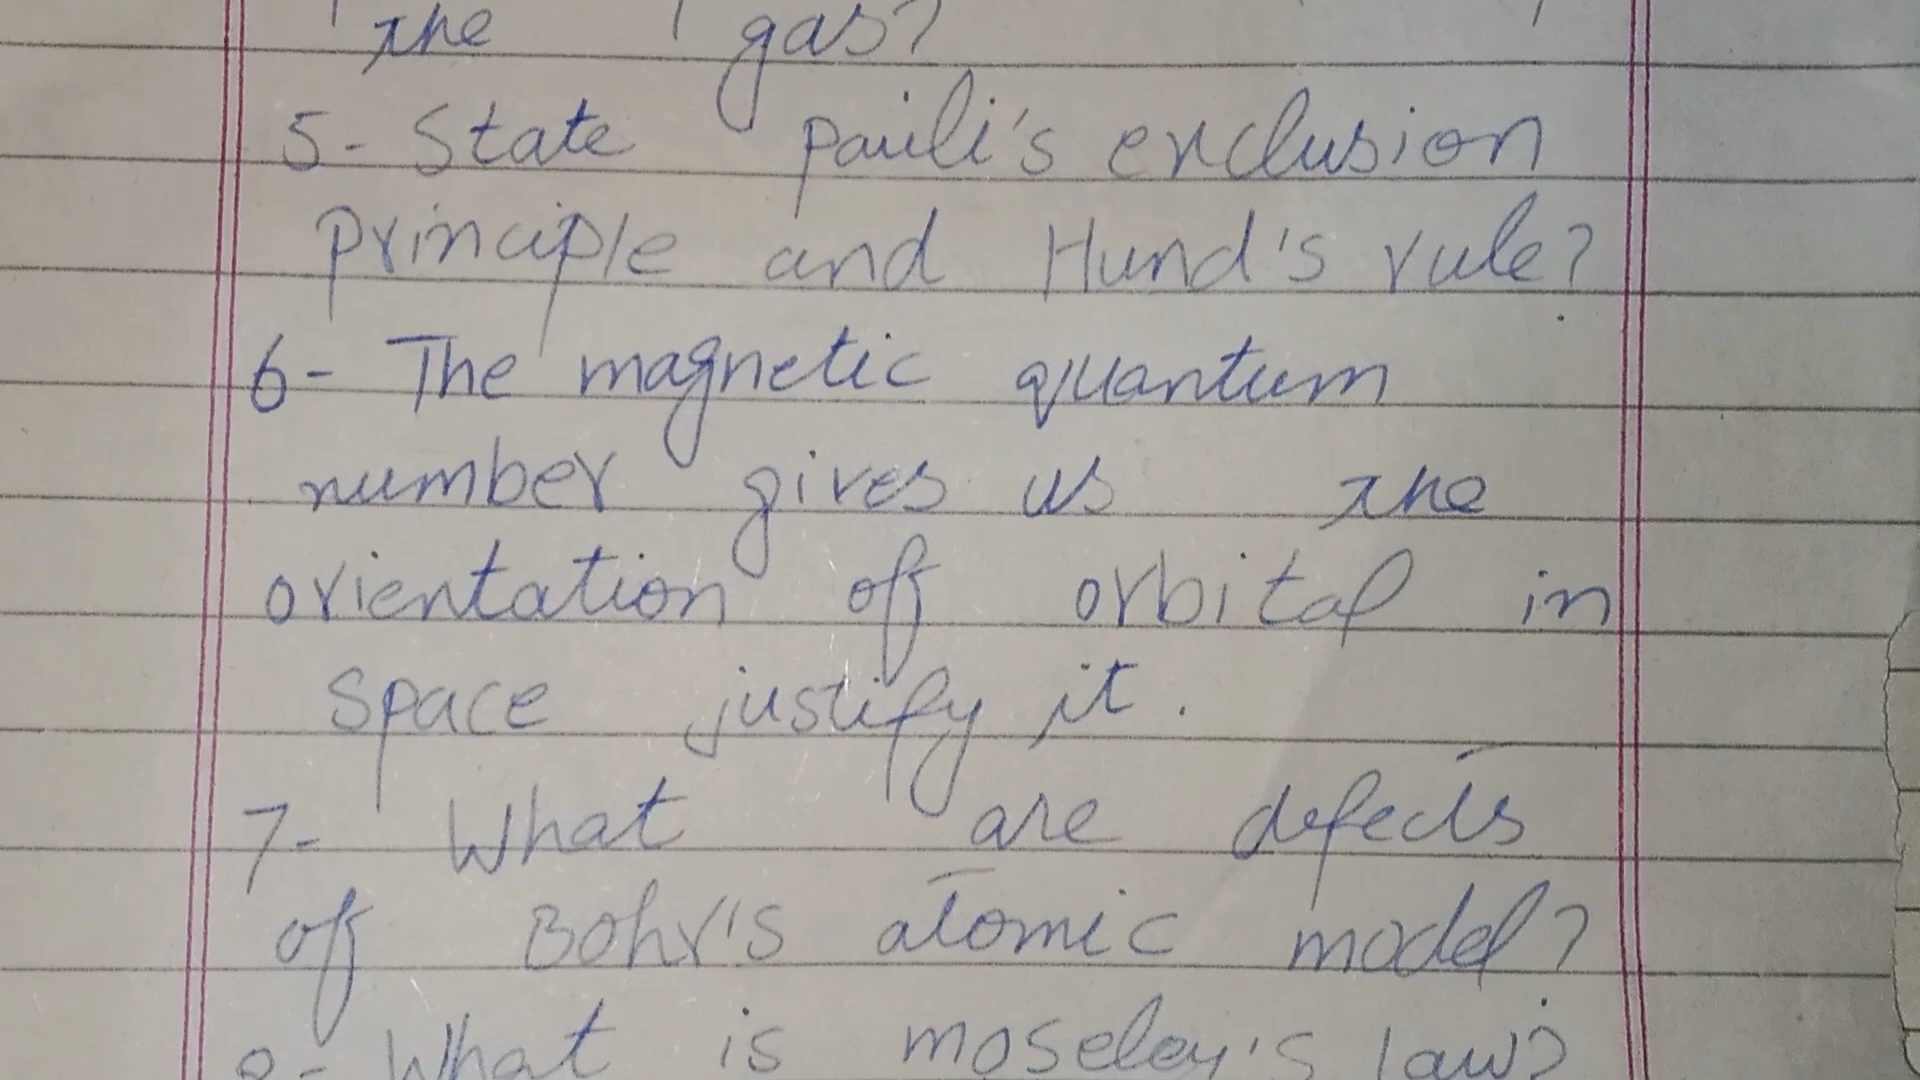 the gas?
5- State Pauli's exclusion
Principle and Hund's rule?
6- The magnetic quantum
number gives us the
orientation of orbital in
space justify it.
7- What are defects
of Bohr's atomic model?
8- What is moseley's law?